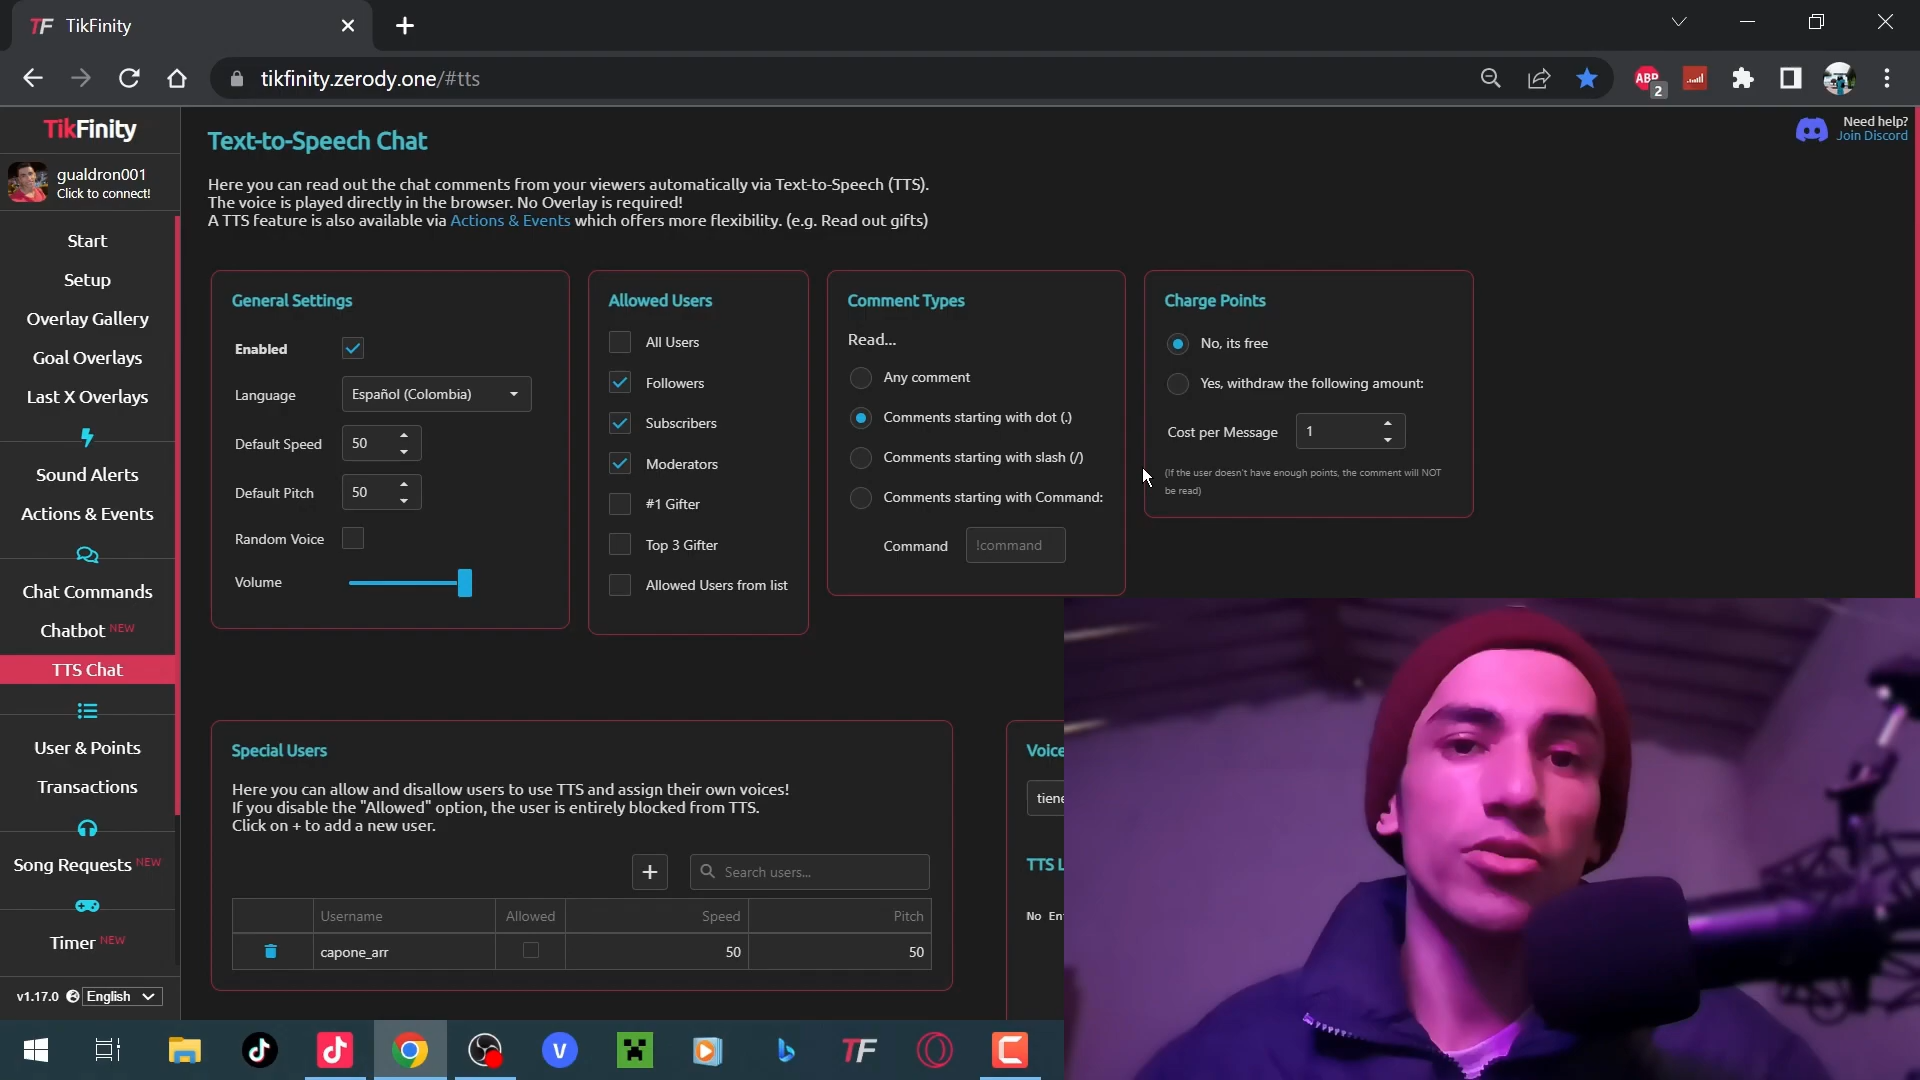 TF TikFinity
tikfinity.zerody.one/#tts
ABP
2
TikFinity
gualdron001
Click to connect!
Start
Setup
Overlay Gallery
Goal Overlays
Last X Overlays
Sound Alerts
Actions & Events
Chat Commands
Chatbot NEW
TTS Chat
User & Points
Transactions
Song Requests NEW
Timer NEW
v1.17.0 English
Need help?
Join Discord
Text-to-Speech Chat
Here you can read out the chat comments from your viewers automatically via Text-to-Speech (TTS).
The voice is played directly in the browser. No Overlay is required!
A TTS feature is also available via Actions & Events which offers more flexibility. (e.g. Read out gifts)
General Settings
Enabled
Language Español (Colombia)
Default Speed 50
Default Pitch 50
Random Voice
Volume
Allowed Users
All Users
Followers
Subscribers
Moderators
#1 Gifter
Top 3 Gifter
Allowed Users from list
Comment Types
Read...
Any comment
Comments starting with dot (.)
Comments starting with slash (/)
Comments starting with Command:
Command !command
Charge Points
No, its free
Yes, withdraw the following amount:
Cost per Message 1
(If the user doesn't have enough points, the comment will NOT
be read)
Special Users
Here you can allow and disallow users to use TTS and assign their own voices!
If you disable the "Allowed" option, the user is entirely blocked from TTS.
Click on + to add a new user.
+ Search users...
Username Allowed Speed Pitch
capone_arr 50 50
Voice
tiene
TTS L
No En
V
TF